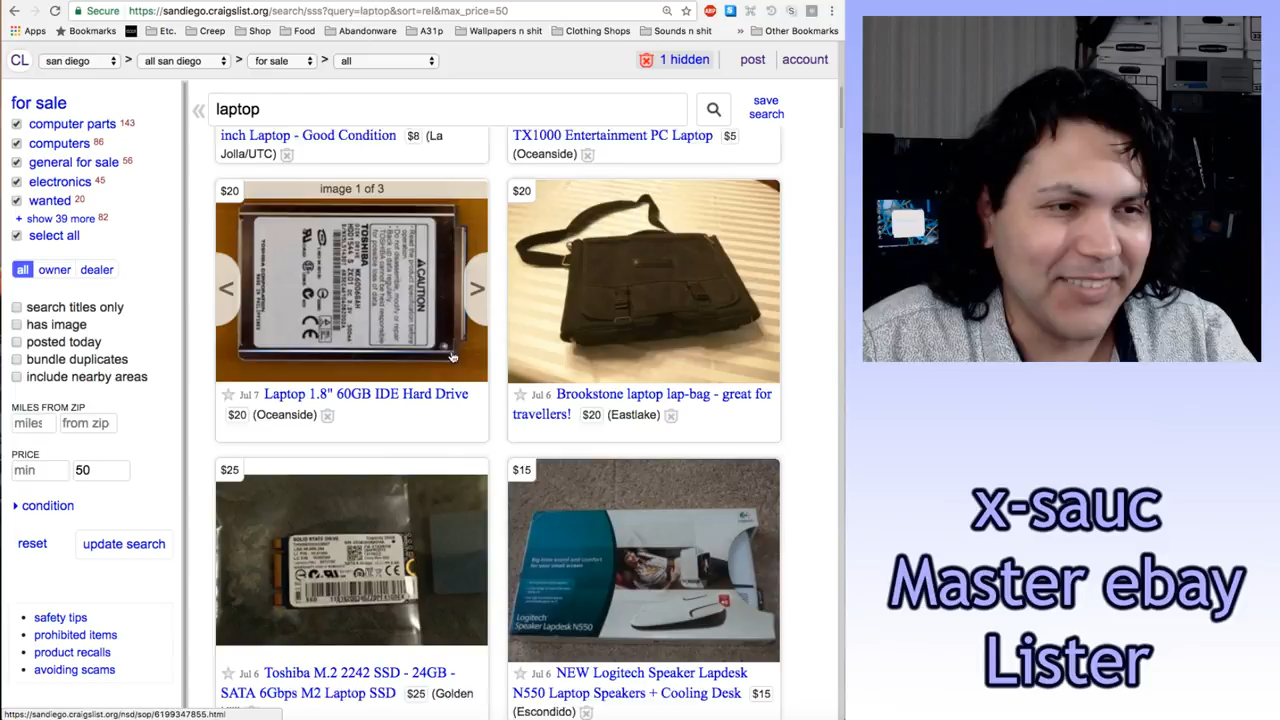 Secure
https://sandiego.craigslist.org/search/sss?query=laptop&sort=rel&max_price=50
Apps
Bookmarks
Etc.
Creep
Shop
Food
Abandonware
A31p
Wallpapers n shit
Clothing Shops
Sounds n shit
»
Other Bookmarks
CL
san diego
>
all san diego
>
for sale
>
all
1 hidden
post
account
for sale
computer parts 143
computers 86
general for sale 56
electronics 45
wanted 20
+ show 39 more 82
select all
all owner dealer
search titles only
has image
posted today
bundle duplicates
include nearby areas
MILES FROM ZIP
miles
from zip
PRICE
min
50
condition
reset
update search
• safety tips
• prohibited items
• product recalls
• avoiding scams
«
laptop
save
search
inch Laptop - Good Condition $8 (La
Jolla/UTC)
TX1000 Entertainment PC Laptop $5
(Oceanside)
$20
image 1 of 3
CAUTION
TOSHIBA
<
>
Jul 7 Laptop 1.8" 60GB IDE Hard Drive
$20 (Oceanside)
$20
Jul 6 Brookstone laptop lap-bag - great for
travellers! $20 (Eastlake)
$25
Jul 6 Toshiba M.2 2242 SSD - 24GB -
SATA 6Gbps M2 Laptop SSD $25 (Golden
$15
Logitech
Speaker Lapdesk N550
Jul 6 NEW Logitech Speaker Lapdesk
N550 Laptop Speakers + Cooling Desk $15
(Escondido)
https://sandiego.craigslist.org/nsd/sop/6199347855.html
x-sauc
Master ebay
Lister